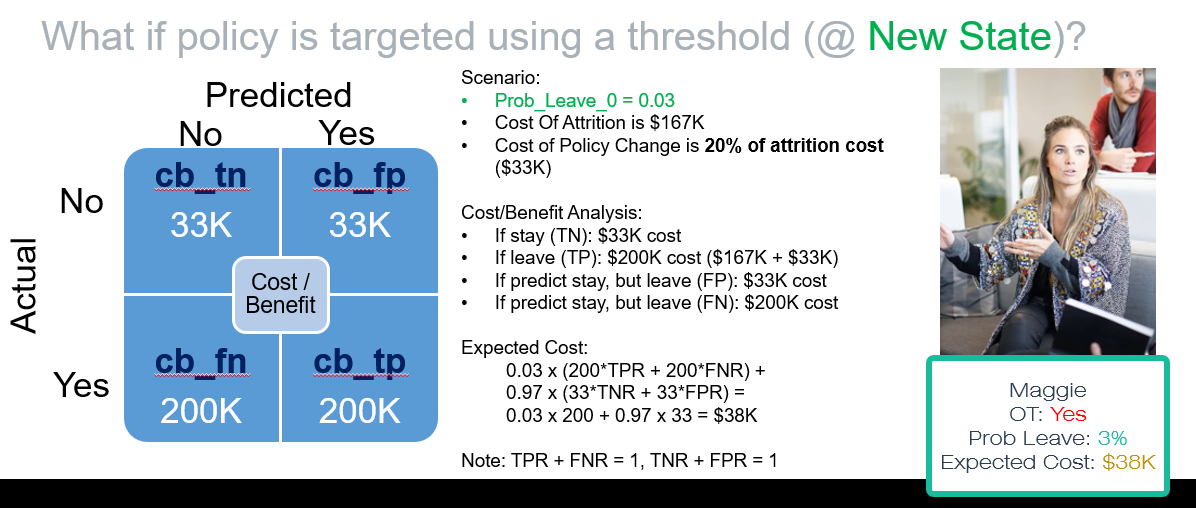 What if policy is targeted using a threshold (@ New State)?
Predicted
No Yes
Actual
No
Yes
cb_tn
33K
cb_fp
33K
Cost /
Benefit
cb_fn
200K
cb_tp
200K
Scenario:
• Prob_Leave_0 = 0.03
• Cost Of Attrition is $167K
• Cost of Policy Change is 20% of attrition cost
($33K)
Cost/Benefit Analysis:
• If stay (TN): $33K cost
• If leave (TP): $200K cost ($167K + $33K)
• If predict stay, but leave (FP): $33K cost
• If predict stay, but leave (FN): $200K cost
Expected Cost:
0.03 x (200*TPR + 200*FNR) +
0.97 x (33*TNR + 33*FPR) =
0.03 x 200 + 0.97 x 33 = $38K
Note: TPR + FNR = 1, TNR + FPR = 1
Maggie
OT: Yes
Prob Leave: 3%
Expected Cost: $38K